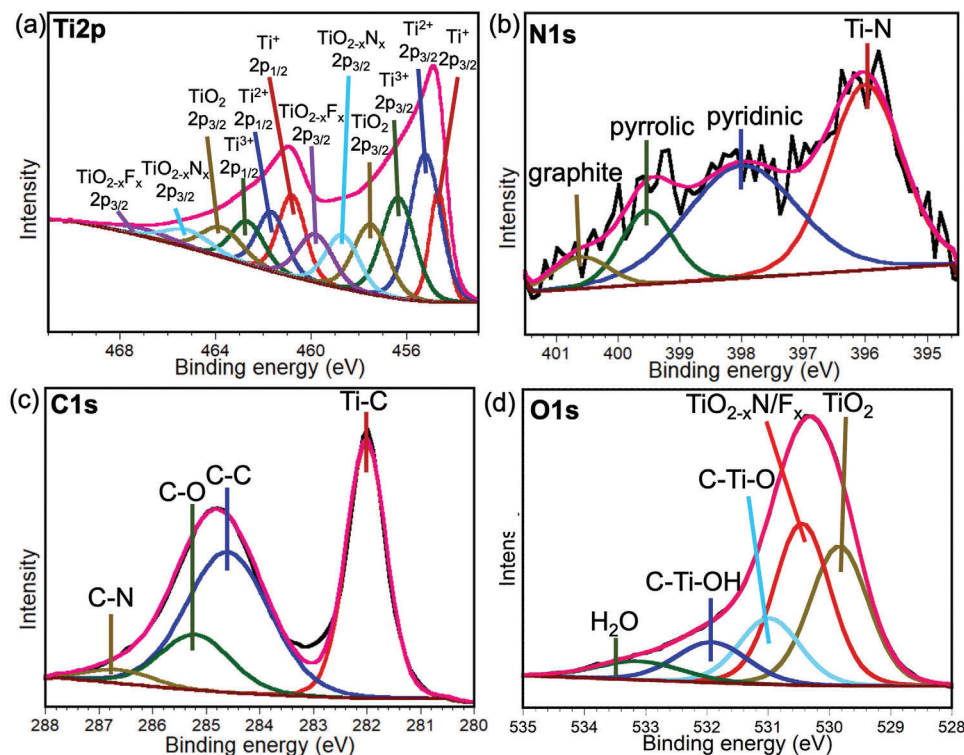 (a) Ti2p
Ti⁺
2p₁/₂
TiO₂₋ₓNₓ
2p₃/₂
Ti²⁺
2p₃/₂
Ti⁺
2p₃/₂
TiO₂
2p₃/₂
Ti²⁺
2p₁/₂
TiO₂₋ₓFₓ
2p₃/₂
Ti³⁺
2p₃/₂
TiO₂₋ₓFₓ
2p₃/₂
TiO₂₋ₓNₓ
2p₃/₂
Ti³⁺
2p₁/₂
TiO₂
2p₃/₂
Intensity
468 464 460 456
Binding energy (eV)
(b) N1s
Ti-N
pyrrolic
pyridinic
graphite
Intensity
401 400 399 398 397 396 395
Binding energy (eV)
(c) C1s
Ti-C
C-O
C-C
C-N
Intensity
288 287 286 285 284 283 282 281 280
Binding energy (eV)
(d) O1s
TiO₂₋ₓN/Fₓ
TiO₂
C-Ti-O
C-Ti-OH
H₂O
Intens
535 534 533 532 531 530 529 528
Binding energy (eV)